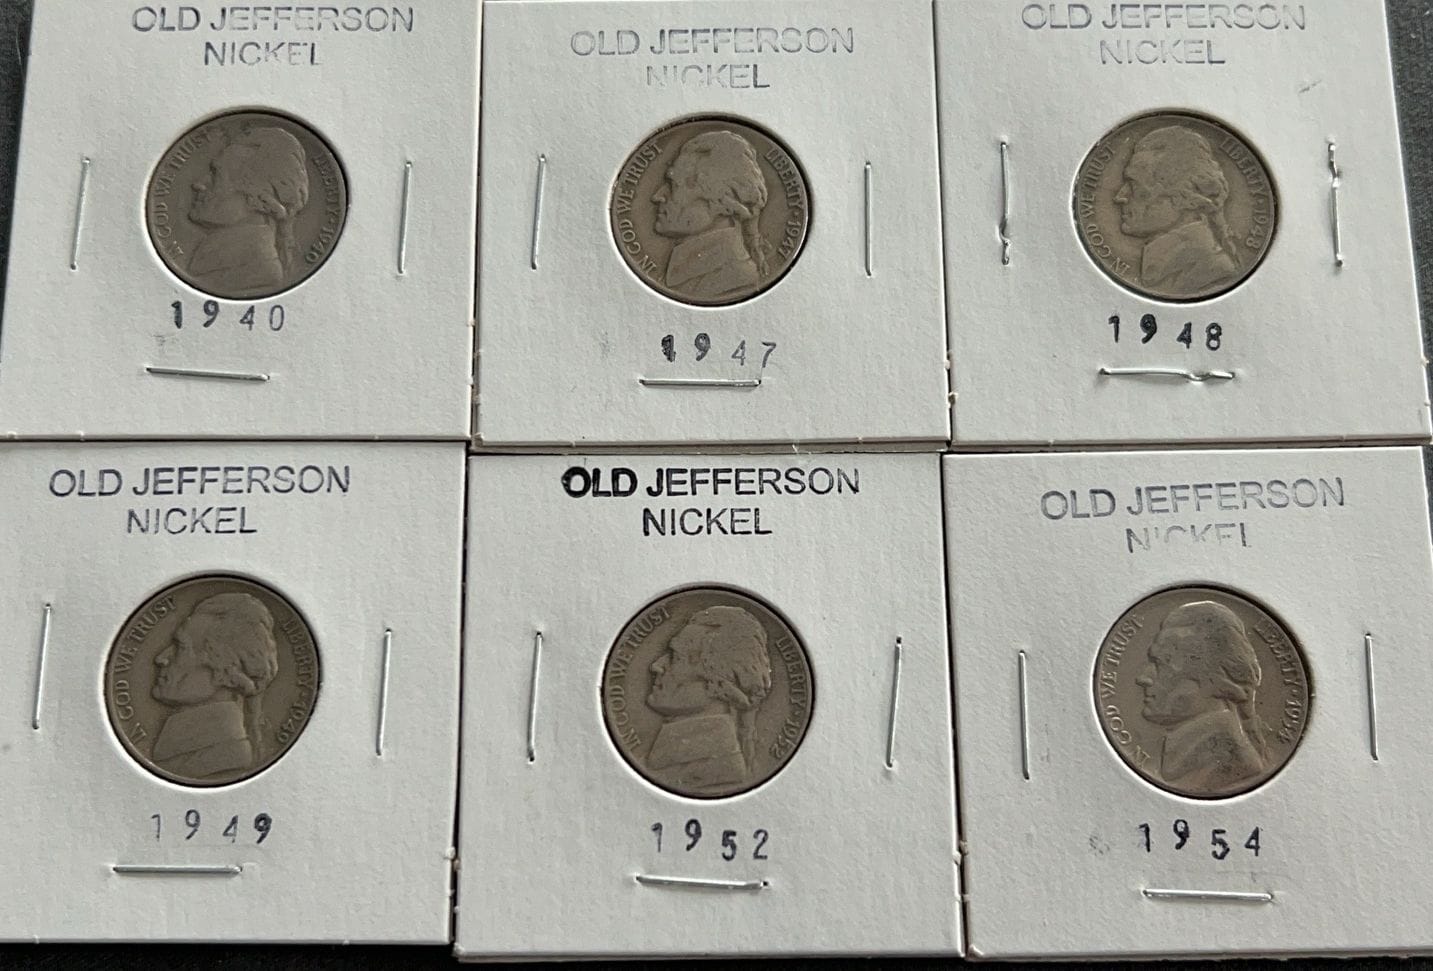 OLD JEFFERSON
NICKEL
IN GOD WE TRUST
LIBERTY · 1940
1940
OLD JEFFERSON
NICKEL
IN GOD WE TRUST
LIBERTY · 1947
1947
OLD JEFFERSON
NICKEL
IN GOD WE TRUST
LIBERTY · 1948
1948
OLD JEFFERSON
NICKEL
IN GOD WE TRUST
LIBERTY · 1949
1949
OLD JEFFERSON
NICKEL
IN GOD WE TRUST
LIBERTY · 1952
1952
OLD JEFFERSON
NICKEL
IN GOD WE TRUST
LIBERTY · 1954
1954